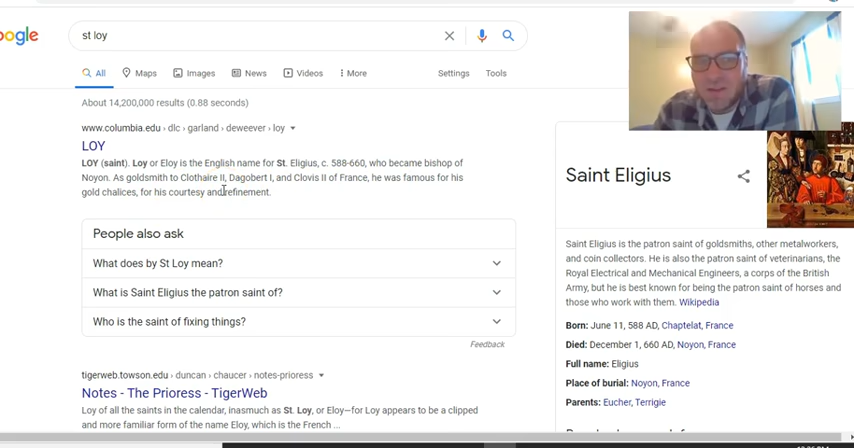 ogle
st loy
All
Maps
Images
News
Videos
More
Settings
Tools
About 14,200,000 results (0.88 seconds)
www.columbia.edu › dlc › garland › deweever › loy
LOY
LOY (saint). Loy or Eloy is the English name for St. Eligius, c. 588-660, who became bishop of
Noyon. As goldsmith to Clothaire II, Dagobert I, and Clovis II of France, he was famous for his
gold chalices, for his courtesy and refinement.
People also ask
What does by St Loy mean?
What is Saint Eligius the patron saint of?
Who is the saint of fixing things?
Feedback
tigerweb.towson.edu › duncan › chaucer › notes-prioress
Notes - The Prioress - TigerWeb
Loy of all the saints in the calendar, inasmuch as St. Loy, or Eloy—for Loy appears to be a clipped
and more familiar form of the name Eloy, which is the French ...
Saint Eligius
Saint Eligius is the patron saint of goldsmiths, other metalworkers,
and coin collectors. He is also the patron saint of veterinarians, the
Royal Electrical and Mechanical Engineers, a corps of the British
Army, but he is best known for being the patron saint of horses and
those who work with them. Wikipedia
Born: June 11, 588 AD, Chaptelat, France
Died: December 1, 660 AD, Noyon, France
Full name: Eligius
Place of burial: Noyon, France
Parents: Eucher, Terrigie